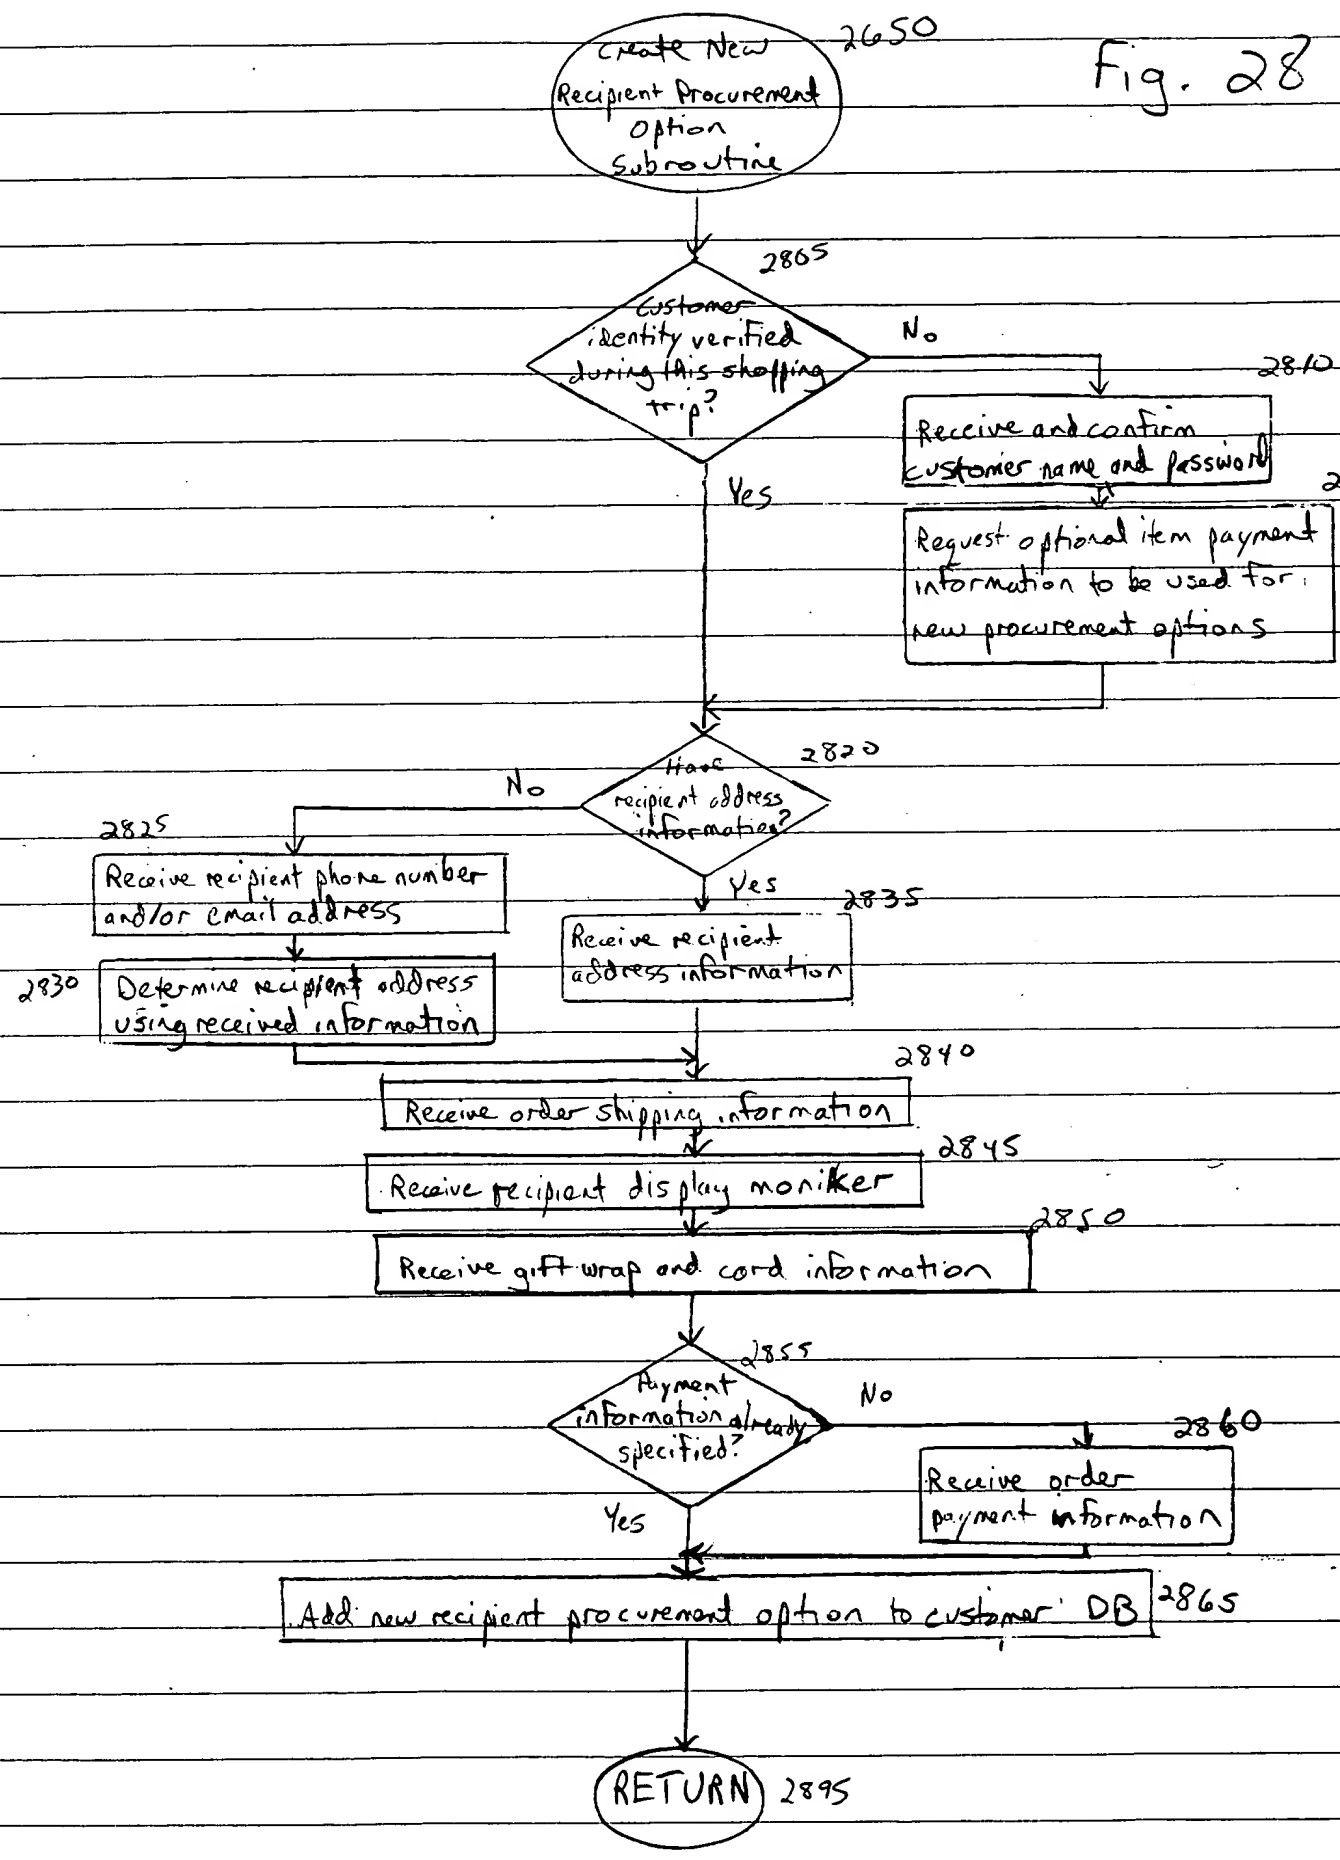 2650
Fig. 28
Create New
Recipient Procurement
Option
Subroutine
2805
Customer
identity verified
during this shopping
trip?
No
2810
Receive and confirm
customer name and password
Yes
2
Request optional item payment
information to be used for
new procurement options
2820
Have
recipient address
information?
No
2825
Receive recipient phone number
and/or email address
Yes
2835
Receive recipient
address information
2830
Determine recipient address
using received information
2840
Receive order shipping information
2845
Receive recipient display moniker
2850
Receive gift wrap and card information
2855
Payment
information already
specified?
No
2860
Receive order
payment information
Yes
Add new recipient procurement option to customer DB
2865
RETURN
2895